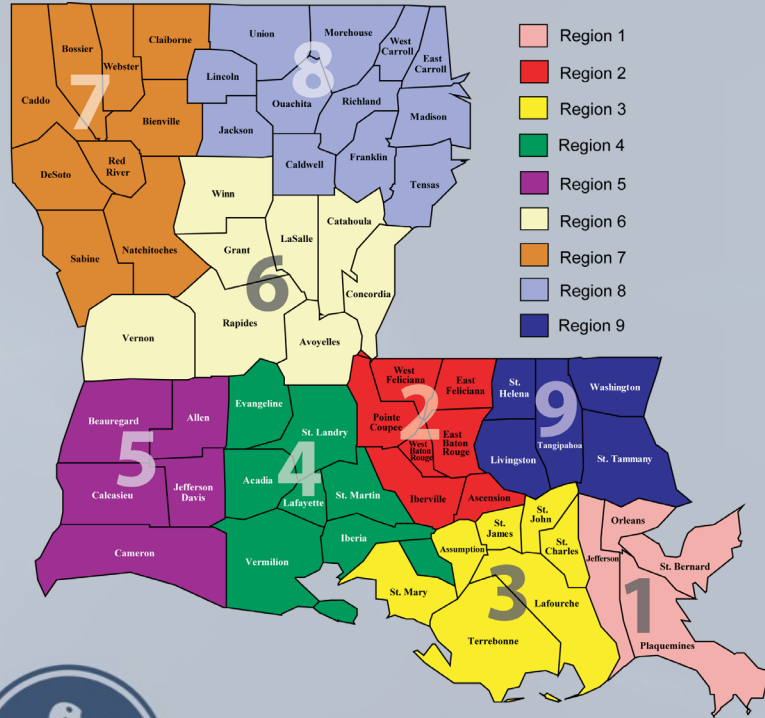 Claiborne
Union
Morehouse
West
Carroll
East
Carroll
Bossier
Webster
Lincoln
8
Caddo
7
Ouachita
Richland
Madison
Bienville
Jackson
Caldwell
Franklin
Tensas
DeSoto
Red
River
Winn
Catahoula
LaSalle
Grant
Sabine
Natchitoches
6
Concordia
Rapides
Vernon
Avoyelles
Region 1
Region 2
Region 3
Region 4
Region 5
Region 6
Region 7
Region 8
Region 9
West
Feliciana
East
Feliciana
St.
Helena
Washington
9
Tangipahoa
Livingston
St. Tammany
2
Pointe
Coupee
West
Baton
Rouge
East
Baton
Rouge
Iberville
Ascension
Beauregard
Allen
5
Calcasieu
Jefferson
Davis
Cameron
Evangeline
St. Landry
4
Acadia
Lafayette
St. Martin
Iberia
Vermilion
St.
James
St.
John
St.
Charles
Assumption
St. Mary
3
Lafourche
Terrebonne
Orleans
Jefferson
St. Bernard
1
Plaquemines